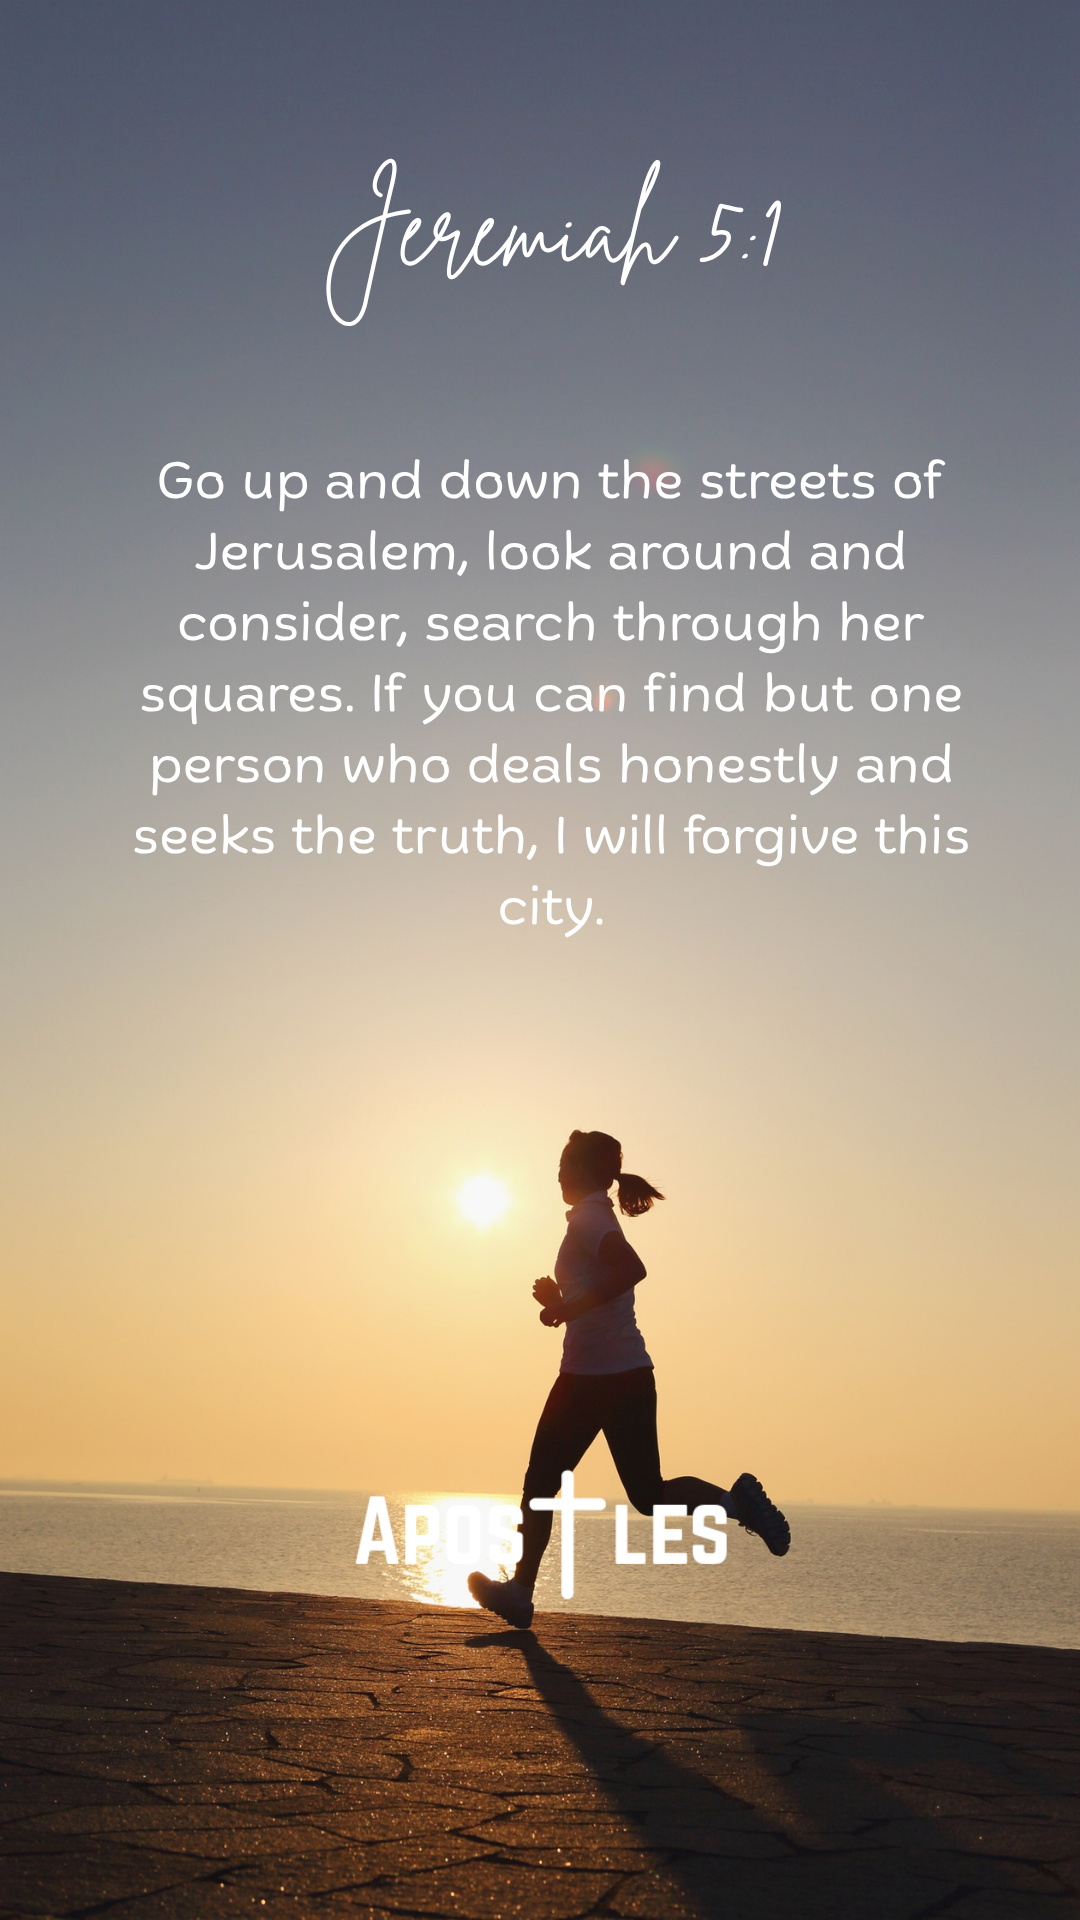 Jeremiah 5:1
Go up and down the streets of
Jerusalem, look around and
consider, search through her
squares. If you can find but one
person who deals honestly and
seeks the truth, I will forgive this
city.
APOSTLES